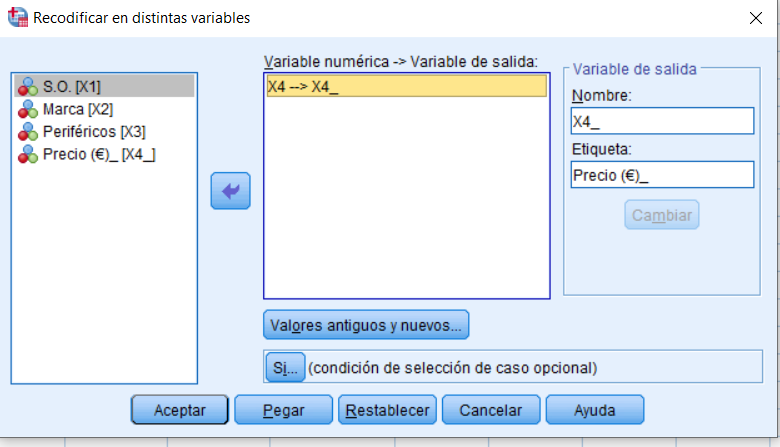 Recodificar en distintas variables
S.O. [X1]
Marca [X2]
Periféricos [X3]
Precio (€)_ [X4_]
Variable numérica -> Variable de salida:
X4 --> X4_
Variable de salida
Nombre:
X4_
Etiqueta:
Precio (€)_
Cambiar
Valores antiguos y nuevos...
Si... (condición de selección de caso opcional)
Aceptar Pegar Restablecer Cancelar Ayuda